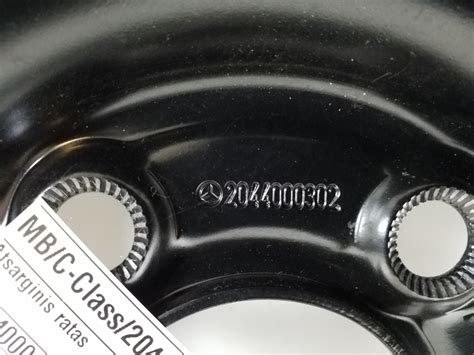 2044000302
MB/C-Class/204
Atsarginis ratas